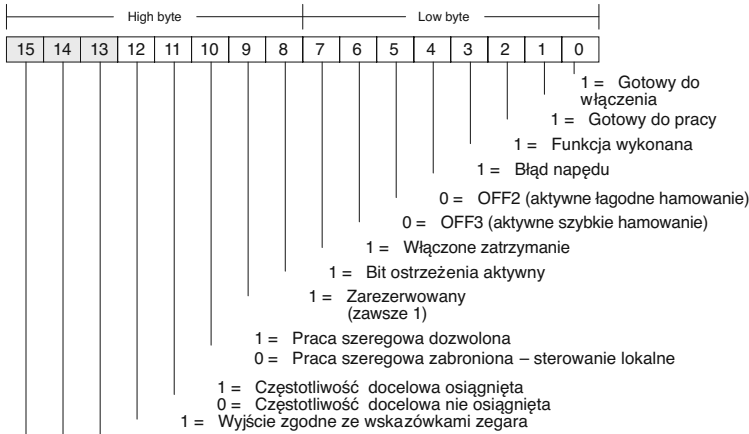 High byte Low byte
15 14 13 12 11 10 9 8 7 6 5 4 3 2 1 0
1 = Gotowy do
włączenia
1 = Gotowy do pracy
1 = Funkcja wykonana
1 = Błąd napędu
0 = OFF2 (aktywne łagodne hamowanie)
0 = OFF3 (aktywne szybkie hamowanie)
1 = Włączone zatrzymanie
1 = Bit ostrzeżenia aktywny
1 = Zarezerwowany
(zawsze 1)
1 = Praca szeregowa dozwolona
0 = Praca szeregowa zabroniona – sterowanie lokalne
1 = Częstotliwość docelowa osiągnięta
0 = Częstotliwość docelowa nie osiągnięta
1 = Wyjście zgodne ze wskazówkami zegara